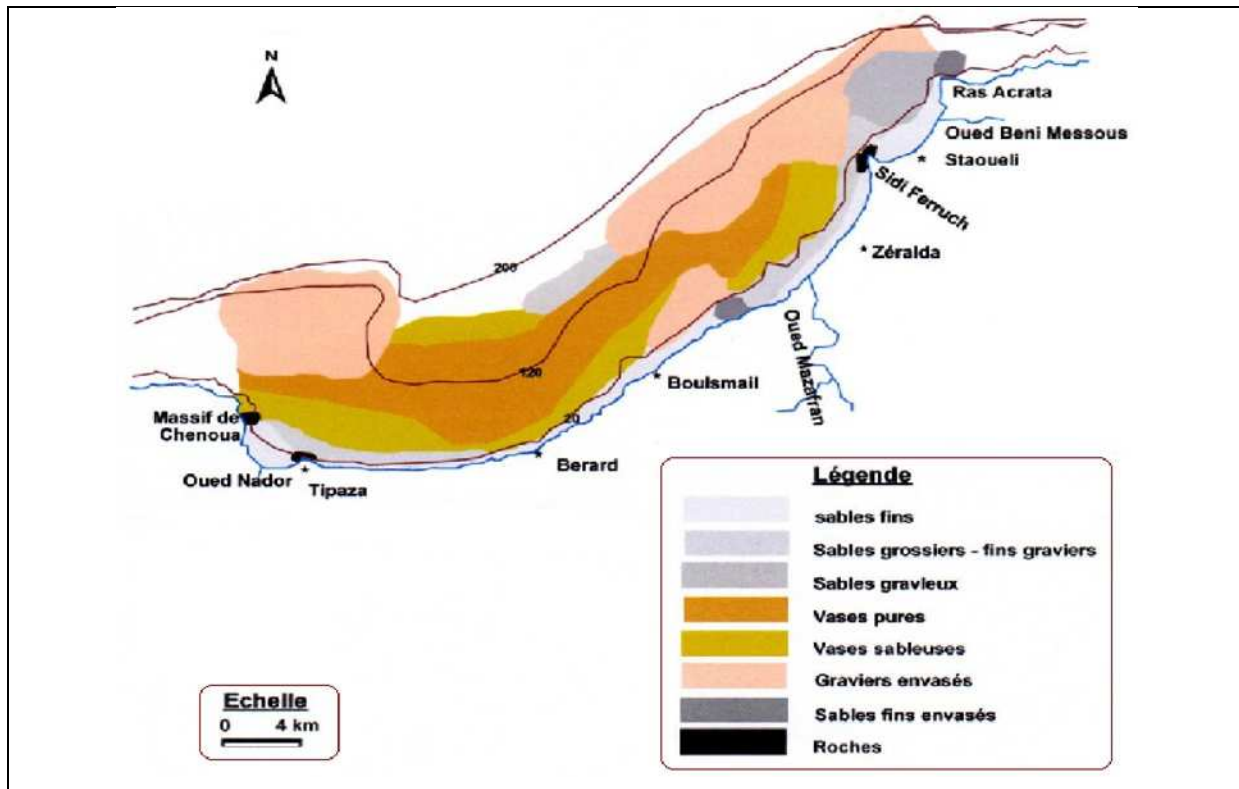 N
Ras Acrata
Oued Beni Messous
Staoueli
Sidi Ferruch
Zéralda
200
Oued Mazafran
120
Boulsmail
20
Massif de
Chenoua
Berard
Oued Nador
Tipaza
Légende
sables fins
Sables grossiers - fins graviers
Sables gravleux
Vases pures
Vases sableuses
Graviers envasés
Sables fins envasés
Roches
Echelle
0 4 km